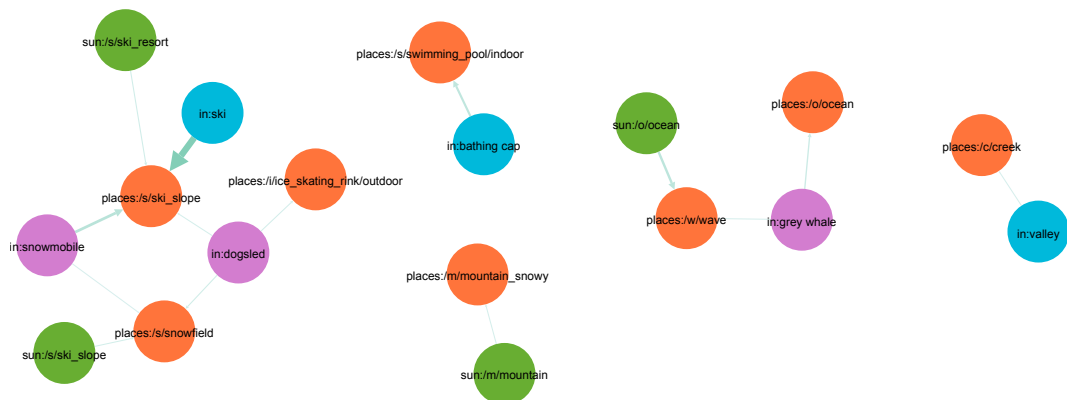 sun:/s/ski_resort
places:/s/swimming_pool/indoor
in:ski
places:/o/ocean
sun:/o/ocean
in:bathing cap
places:/c/creek
places:/i/ice_skating_rink/outdoor
places:/s/ski_slope
places:/w/wave
in:grey whale
in:valley
in:snowmobile
in:dogsled
places:/m/mountain_snowy
places:/s/snowfield
sun:/s/ski_slope
sun:/m/mountain